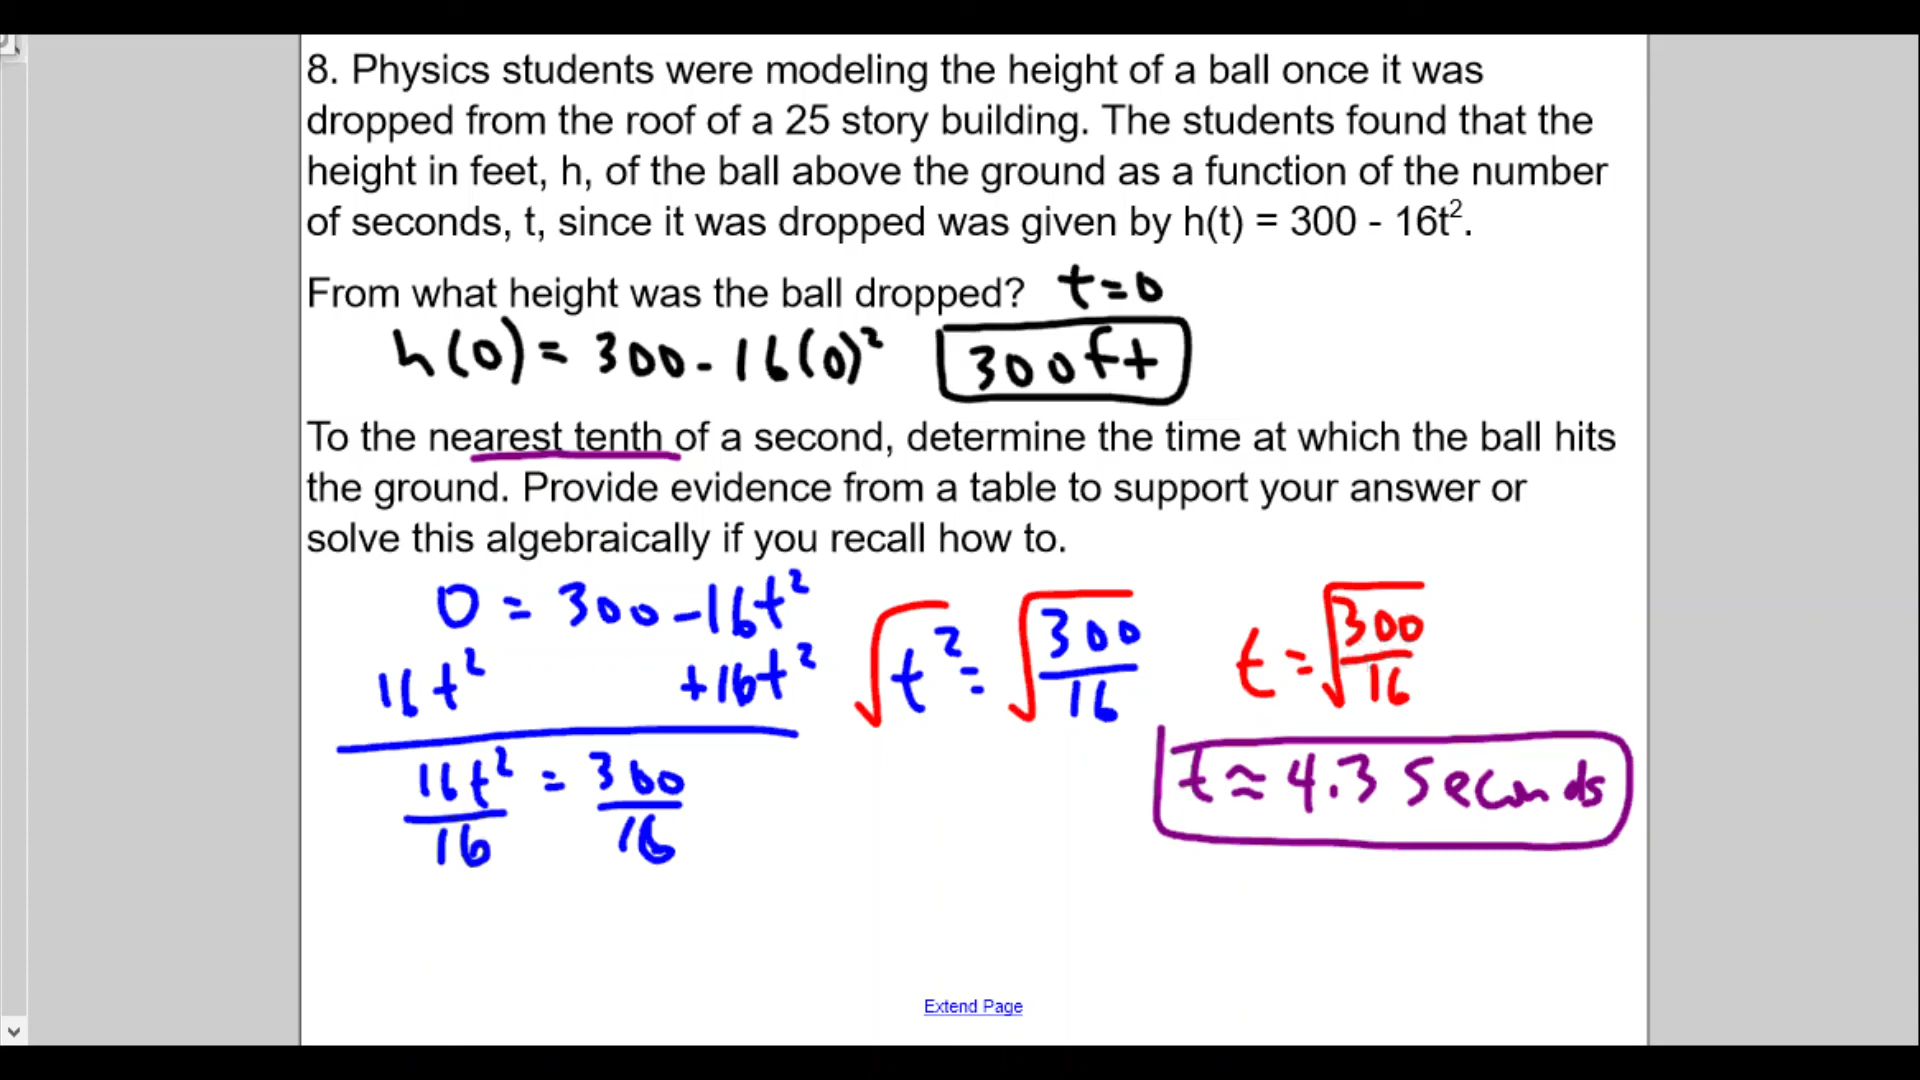 8. Physics students were modeling the height of a ball once it was
dropped from the roof of a 25 story building. The students found that the
height in feet, h, of the ball above the ground as a function of the number
of seconds, t, since it was dropped was given by h(t) = 300 - 16t².
From what height was the ball dropped? t=0
h(0) = 300 - 16(0)² 300ft
To the nearest tenth of a second, determine the time at which the ball hits
the ground. Provide evidence from a table to support your answer or
solve this algebraically if you recall how to.
0 = 300 - 16t²
16t² +16t²
16t²/16 = 300/16
√t² = √300/16
t = √300/16
t ≈ 4.3 Seconds
Extend Page